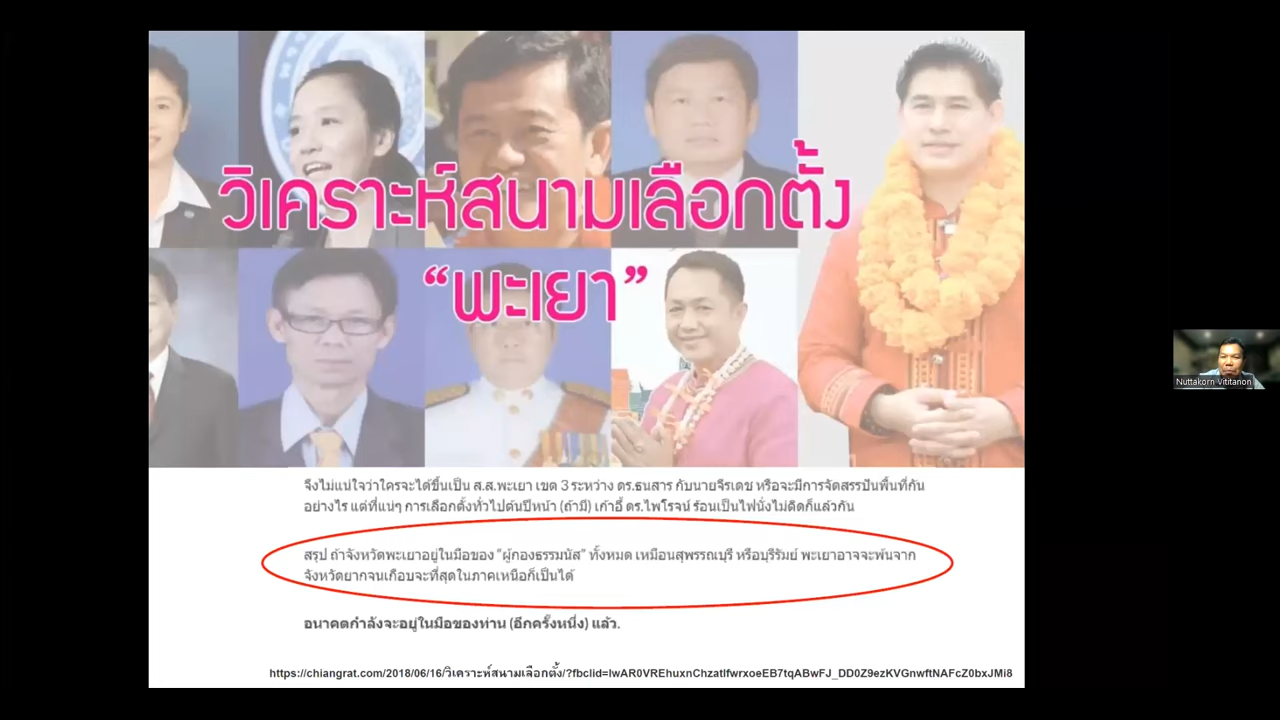 วิเคราะห์สนามเลือกตั้ง
“พะเยา”
Nuttakorn Vititanon
จึงไม่แน่ใจว่าใครจะได้ขึ้นเป็น ส.ส.พะเยา เขต 3 ระหว่าง ดร.ธนสาร กับนายจีรเดช หรือจะมีการจัดสรรปันพื้นที่กัน
อย่างไร แต่ที่แน่ๆ การเลือกตั้งทั่วไปต้นปีหน้า (ถ้ามี) เก้าอี้ ดร.ไพโรจน์ ร้อนเป็นไฟนั่งไม่ติดก็แล้วกัน
สรุป ถ้าจังหวัดพะเยาอยู่ในมือของ “ผู้กองธรรมนัส” ทั้งหมด เหมือนสุพรรณบุรี หรือบุรีรัมย์ พะเยาอาจจะพ้นจาก
จังหวัดยากจนเกือบจะที่สุดในภาคเหนือก็เป็นได้
อนาคตกำลังจะอยู่ในมือของท่าน (อีกครั้งหนึ่ง) แล้ว.
https://chiangrat.com/2018/06/16/วิเคราะห์สนามเลือกตั้ง/?fbclid=IwAR0VREhuxnChzatlfwrxoeEB7tqABwFJ_DD0Z9ezKVGnwftNAFcZ0bxJMi8